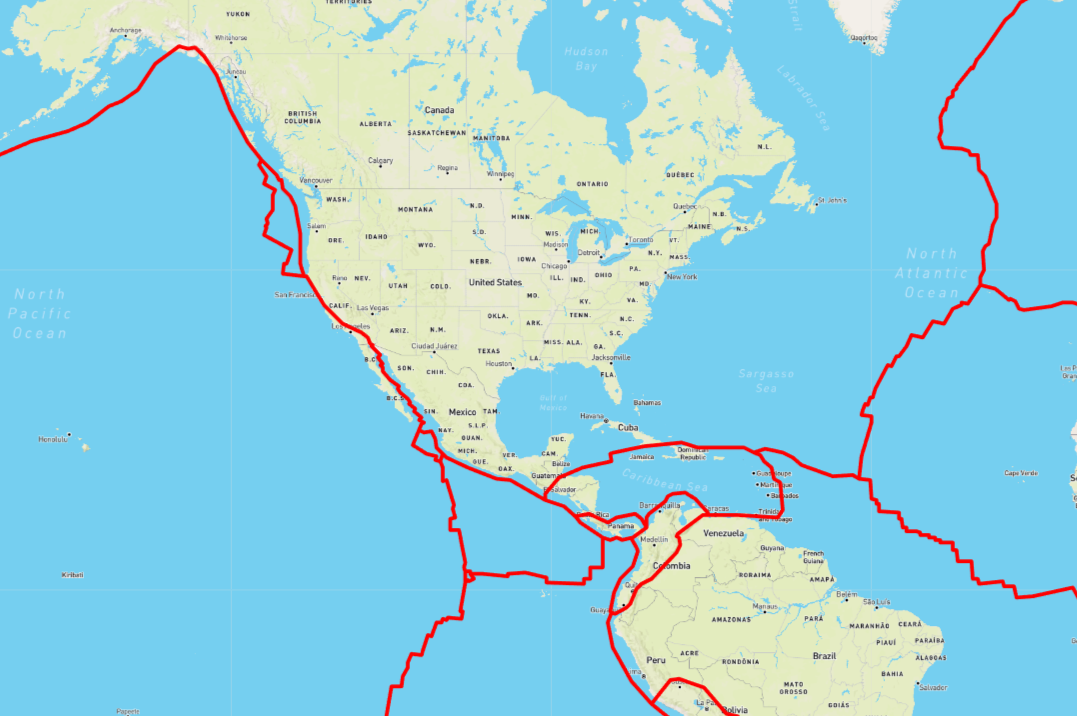 TERRITORIES
YUKON
Anchorage
Whitehorse
Juneau
Hudson
Bay
Strait
Qaqortoq
Labrador Sea
Canada
BRITISH
COLUMBIA
ALBERTA
SASKATCHEWAN
MANITOBA
N.L.
Calgary
Regina
Winnipeg
Vancouver
ONTARIO
QUÉBEC
WASH.
MONTANA
N.D.
MINN.
Quebec
N.B.
St. John's
Salem
ORE.
IDAHO
WYO.
S.D.
WIS.
MICH.
MAINE
N.S.
Madison
Toronto
VT.
Detroit
N.Y.
MASS.
NEBR.
IOWA
Chicago
North
Atlantic
Ocean
North
Pacific
Ocean
Reno
NEV.
UTAH
COLO.
United States
ILL.
IND.
OHIO
PA.
New York
MD.
San Francisco
CALIF.
Las Vegas
MO.
KY.
VA.
Los Angeles
ARIZ.
N.M.
OKLA.
ARK.
TENN.
N.C.
S.C.
MISS.
ALA.
GA.
Ciudad Juárez
TEXAS
LA.
Jacksonville
B.C.
SON.
CHIH.
Houston
FLA.
Sargasso
Sea
COA.
B.C.S.
SIN.
Mexico
TAM.
Gulf of
Mexico
Bahamas
Havana
Cuba
NAY.
S.L.P.
GUAN.
YUC.
MICH.
VER.
CAM.
GUE.
OAX.
Belize
Guatemala
El Salvador
Jamaica
Dominican
Republic
Caribbean Sea
Guadeloupe
Martinique
Barbados
Honolulu
Cape Verde
Costa Rica
Panama
Barranquilla
Caracas
Trinidad
and Tobago
Venezuela
Medellín
Guyana
French
Guiana
Colombia
Kiribati
RORAIMA
AMAPÁ
Belém
São Luís
AMAZONAS
Manaus
PARÁ
MARANHÃO
CEARÁ
PIAUÍ
PARAÍBA
ALAGOAS
Peru
ACRE
RONDÔNIA
Brazil
BAHIA
MATO
GROSSO
Salvador
GOIÁS
La Paz
Bolivia
Papeete